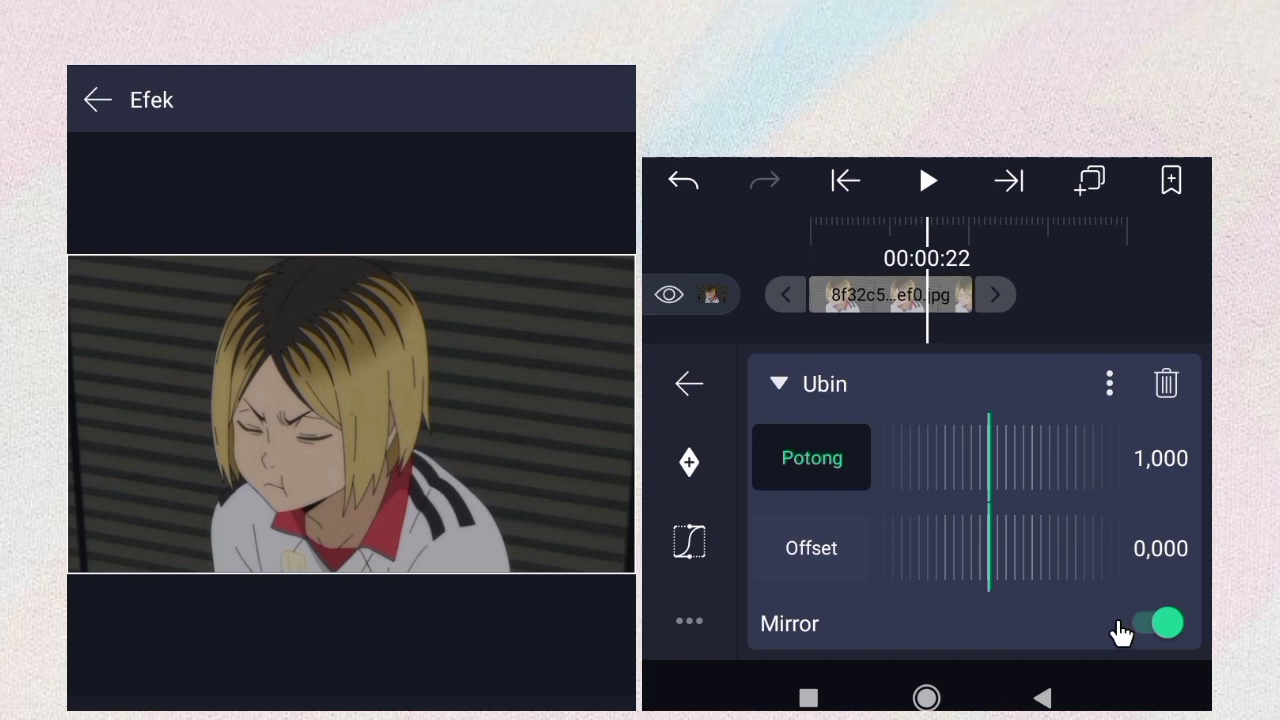 Efek
00:00:22
8f32c5...ef0.jpg
Ubin
Potong
1,000
Offset
0,000
Mirror